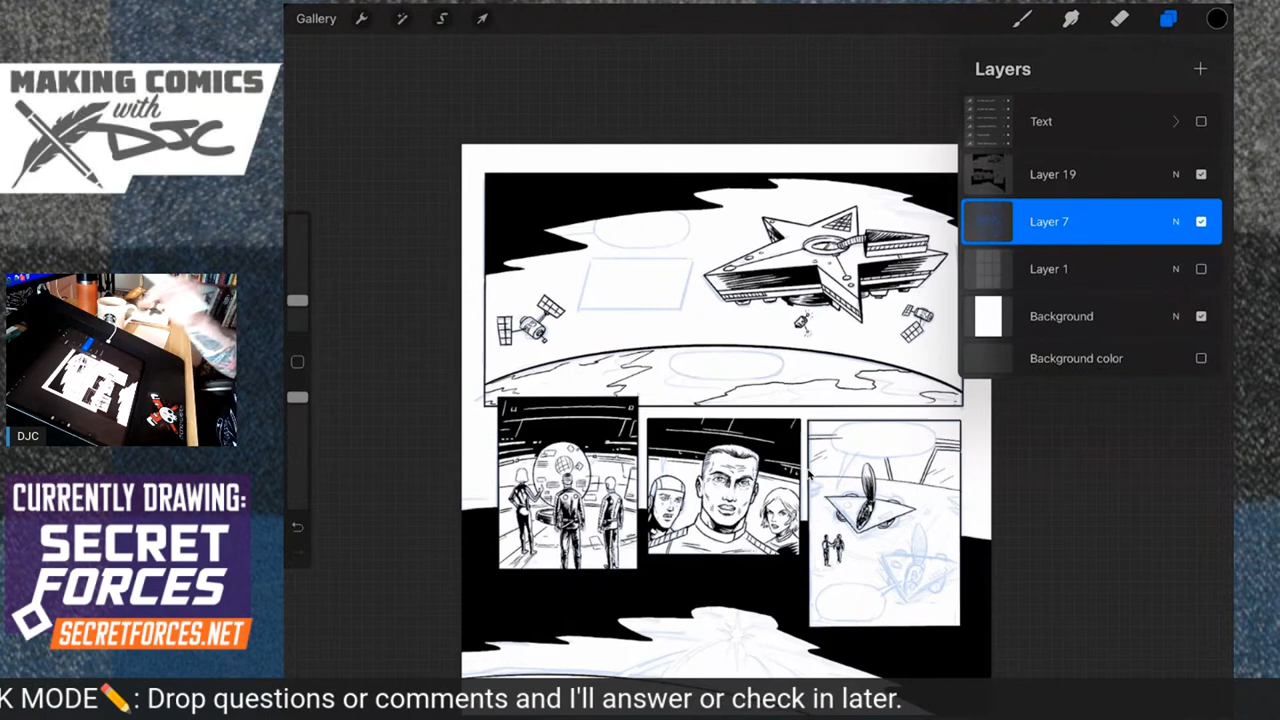 Gallery
Layers
Text
Layer 19
N
Layer 7
N
Layer 1
N
Background
N
Background color
MAKING COMICS
with
DJC
DJC
CURRENTLY DRAWING:
SECRET
FORCES
SECRETFORCES.NET
K MODE✏️: Drop questions or comments and I'll answer or check in later.